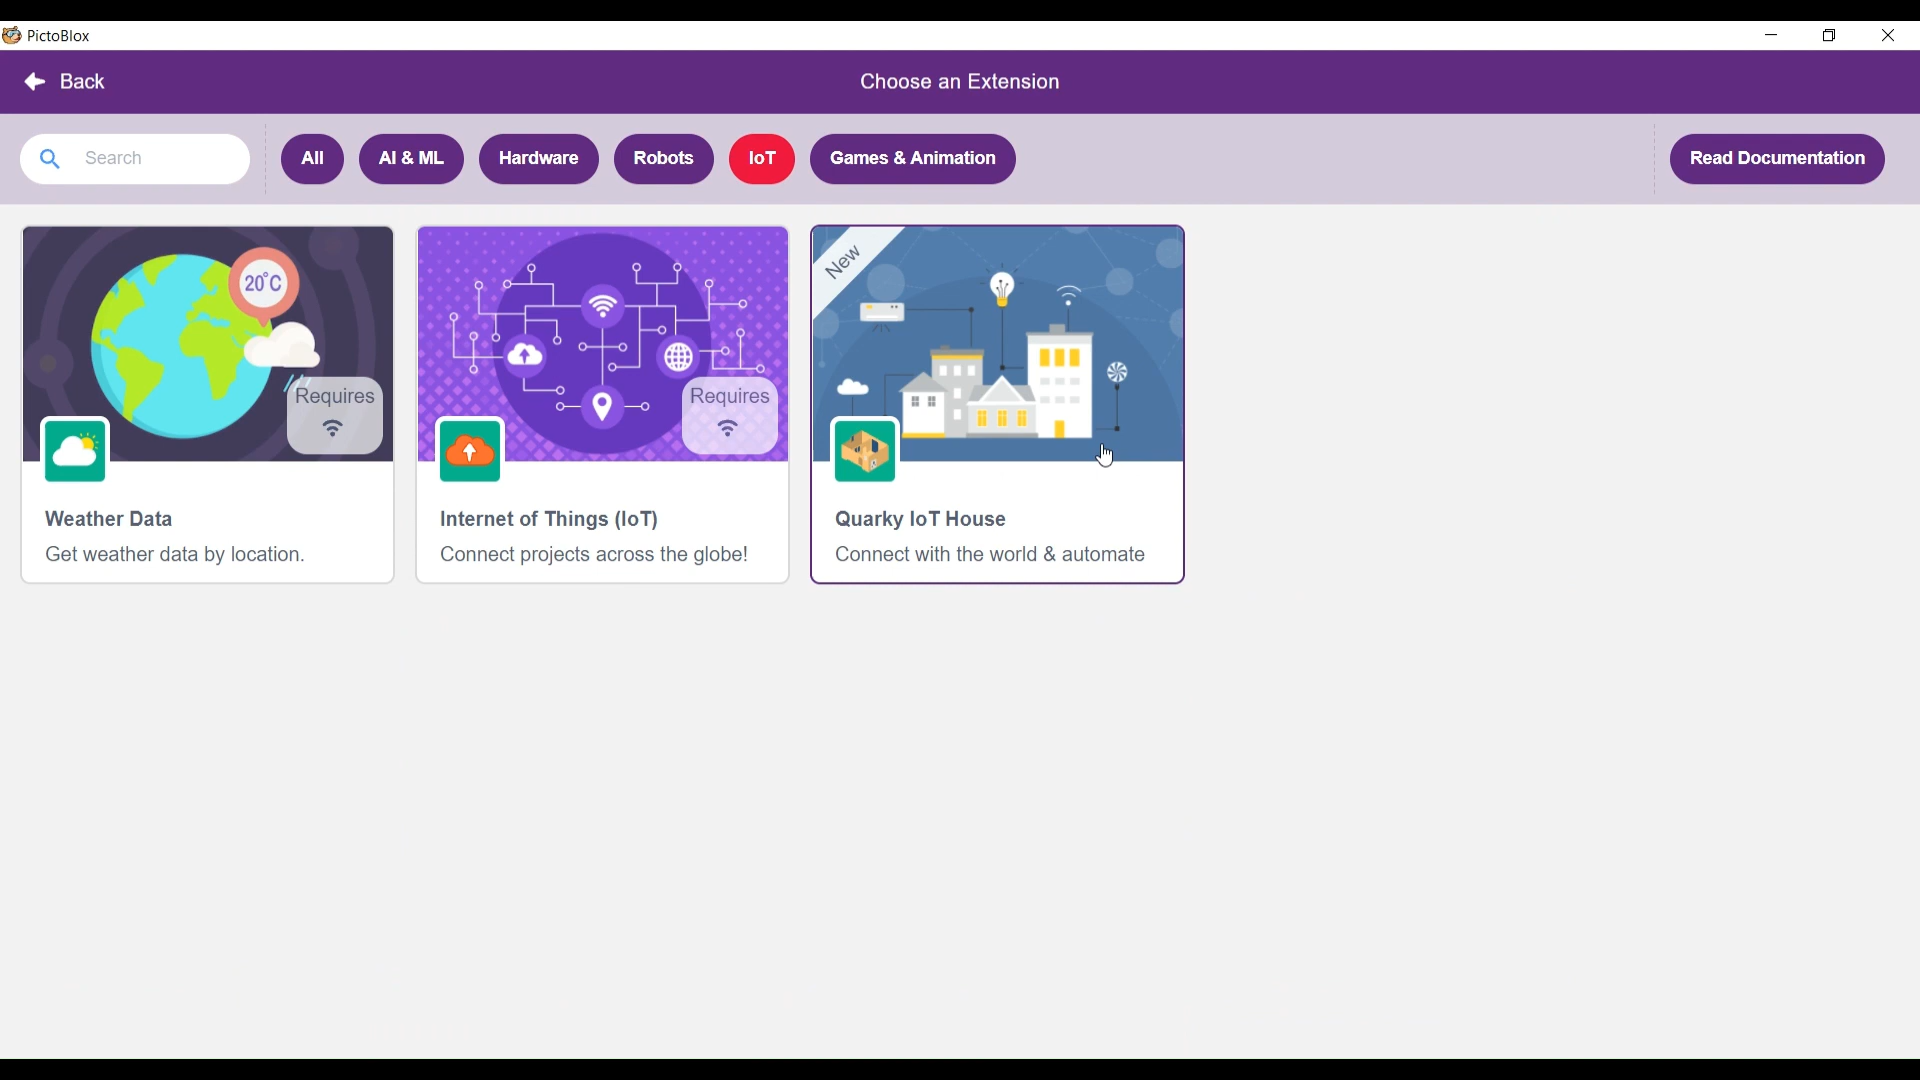 PictoBlox
Back
Choose an Extension
Search
All
AI & ML
Hardware
Robots
IoT
Games & Animation
Read Documentation
20°C
Requires
Weather Data
Get weather data by location.
Requires
Internet of Things (IoT)
Connect projects across the globe!
New
Quarky IoT House
Connect with the world & automate